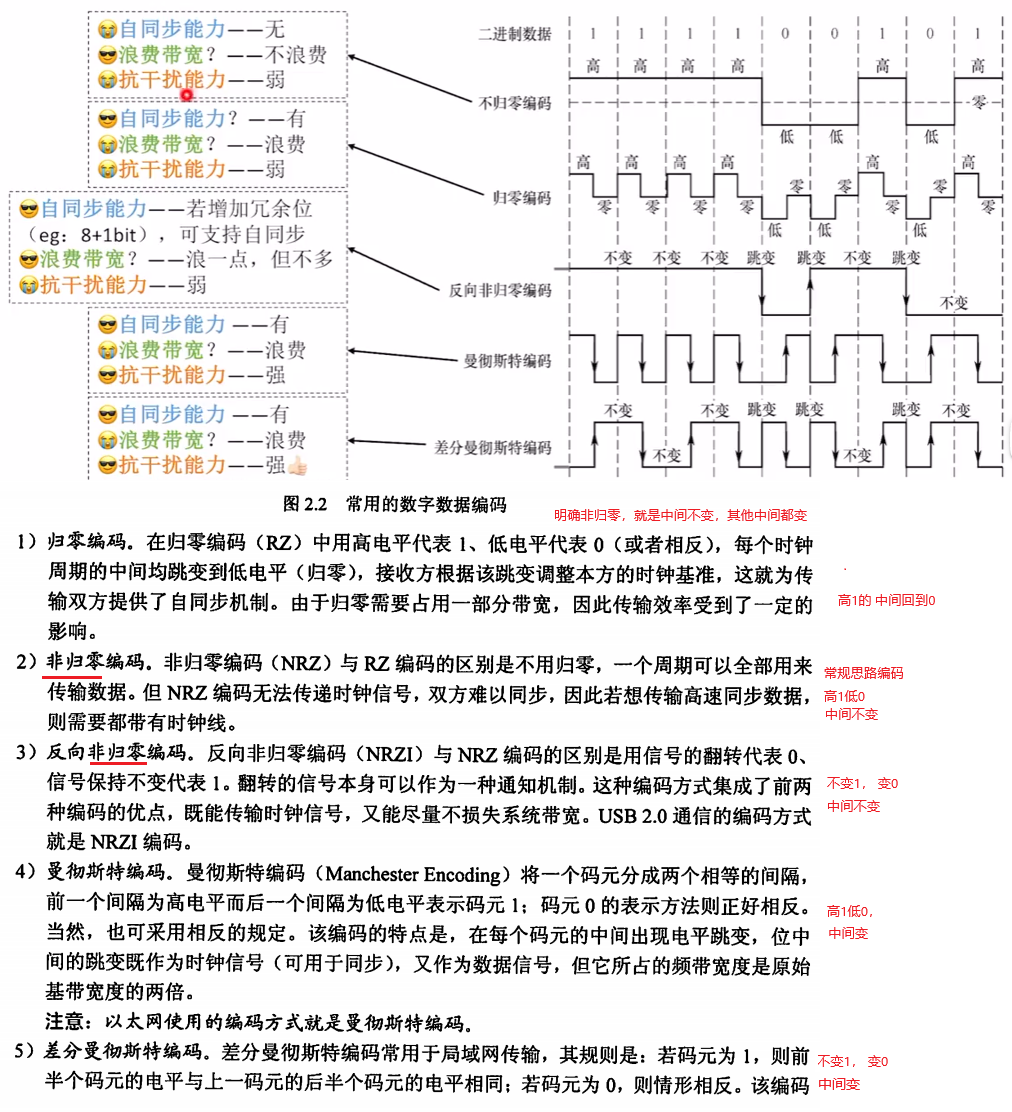 😭自同步能力——无
😎浪费带宽？——不浪费
😭抗干扰能力——弱
😎自同步能力？——有
😭浪费带宽？——浪费
😭抗干扰能力——弱
😎自同步能力——若增加冗余位
（eg：8+1bit），可支持自同步
😎浪费带宽？——浪一点，但不多
😭抗干扰能力——弱
😎自同步能力 ——有
😭浪费带宽？——浪费
😎抗干扰能力——强
😎自同步能力 ——有
😭浪费带宽？——浪费
😎抗干扰能力——强👍🏻
二进制数据 1 1 1 1 0 0 1 0 1
高 高 高 高 高 高
不归零编码 零
低 低 低
高 高 高 高 高 高
零 零 零
归零编码 零 零 零 零 零 零
低 低 低
不变 不变 不变 跳变 跳变 不变 跳变
反向非归零编码
不变
曼彻斯特编码
不变 不变 跳变 跳变 跳变 不变
差分曼彻斯特编码 不变 不变
图 2.2 常用的数字数据编码
明确非归零，就是中间不变，其他中间都变
1）归零编码。在归零编码（RZ）中用高电平代表 1、低电平代表 0（或者相反），每个时钟
周期的中间均跳变到低电平（归零），接收方根据该跳变调整本方的时钟基准，这就为传
输双方提供了自同步机制。由于归零需要占用一部分带宽，因此传输效率受到了一定的
影响。
高1的 中间回到0
2）非归零编码。非归零编码（NRZ）与 RZ 编码的区别是不用归零，一个周期可以全部用来
传输数据。但 NRZ 编码无法传递时钟信号，双方难以同步，因此若想传输高速同步数据，
则需要都带有时钟线。
常规思路编码
高1低0
中间不变
3）反向非归零编码。反向非归零编码（NRZI）与 NRZ 编码的区别是用信号的翻转代表 0、
信号保持不变代表 1。翻转的信号本身可以作为一种通知机制。这种编码方式集成了前两
种编码的优点，既能传输时钟信号，又能尽量不损失系统带宽。USB 2.0 通信的编码方式
就是 NRZI 编码。
不变1， 变0
中间不变
4）曼彻斯特编码。曼彻斯特编码（Manchester Encoding）将一个码元分成两个相等的间隔，
前一个间隔为高电平而后一个间隔为低电平表示码元 1；码元 0 的表示方法则正好相反。
当然，也可采用相反的规定。该编码的特点是，在每个码元的中间出现电平跳变，位中
间的跳变既作为时钟信号（可用于同步），又作为数据信号，但它所占的频带宽度是原始
基带宽度的两倍。
高1低0，
中间变
注意：以太网使用的编码方式就是曼彻斯特编码。
5）差分曼彻斯特编码。差分曼彻斯特编码常用于局域网传输，其规则是：若码元为 1，则前
半个码元的电平与上一码元的后半个码元的电平相同；若码元为 0，则情形相反。该编码
不变1， 变0
中间变